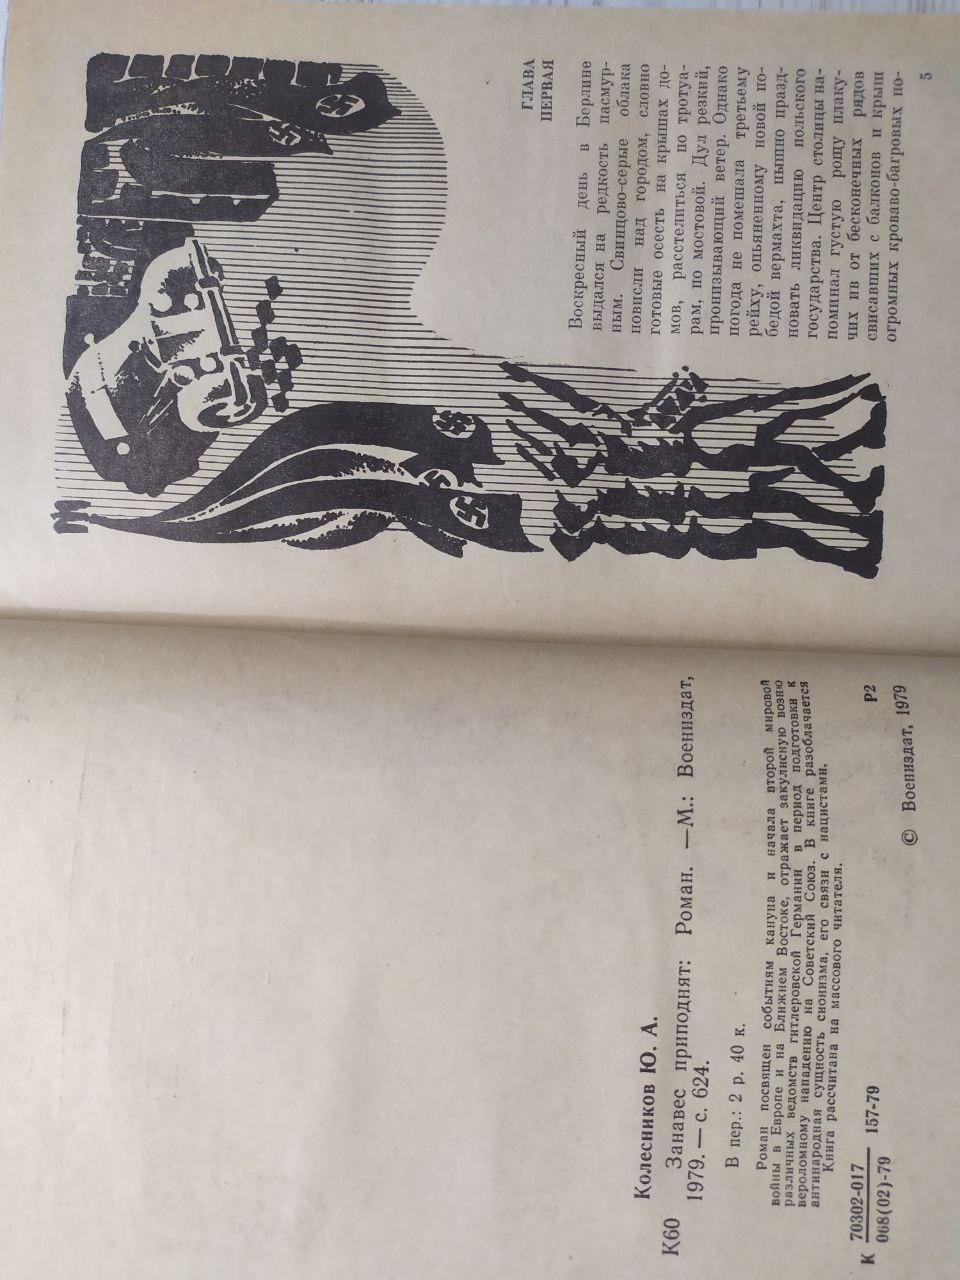 Колесников Ю. А.
К60 Занавес приподнят: Роман. —М.: Воениздат,
1979. — с. 624.
В пер.: 2 р. 40 к.
Роман посвящен событиям кануна и начала второй мировой
войны в Европе и на Ближнем Востоке, отражает закулисную возню
различных ведомств гитлеровской Германии в период подготовки к
вероломному нападению на Советский Союз. В книге разоблачается
антинародная сущность сионизма, его связи с нацистами.
Книга рассчитана на массового читателя.
К 70302-017
068(02)-79 157-79 Р2
© Воениздат, 1979
ГЛАВА
ПЕРВАЯ
Воскресный день в Берлине
выдался на редкость пасмур-
ным. Свинцово-серые облака
повисли над городом, словно
готовые осесть на крышах до-
мов, расстелиться по тротуа-
рам, по мостовой. Дул резкий,
пронизывающий ветер. Однако
погода не помешала третьему
рейху, опьяненному новой по-
бедой вермахта, пышно празд-
новать ликвидацию польского
государства. Центр столицы на-
поминал густую рощу плаку-
чих ив от бесконечных рядов
свисавших с балконов и крыш
огромных кроваво-багровых по-
5